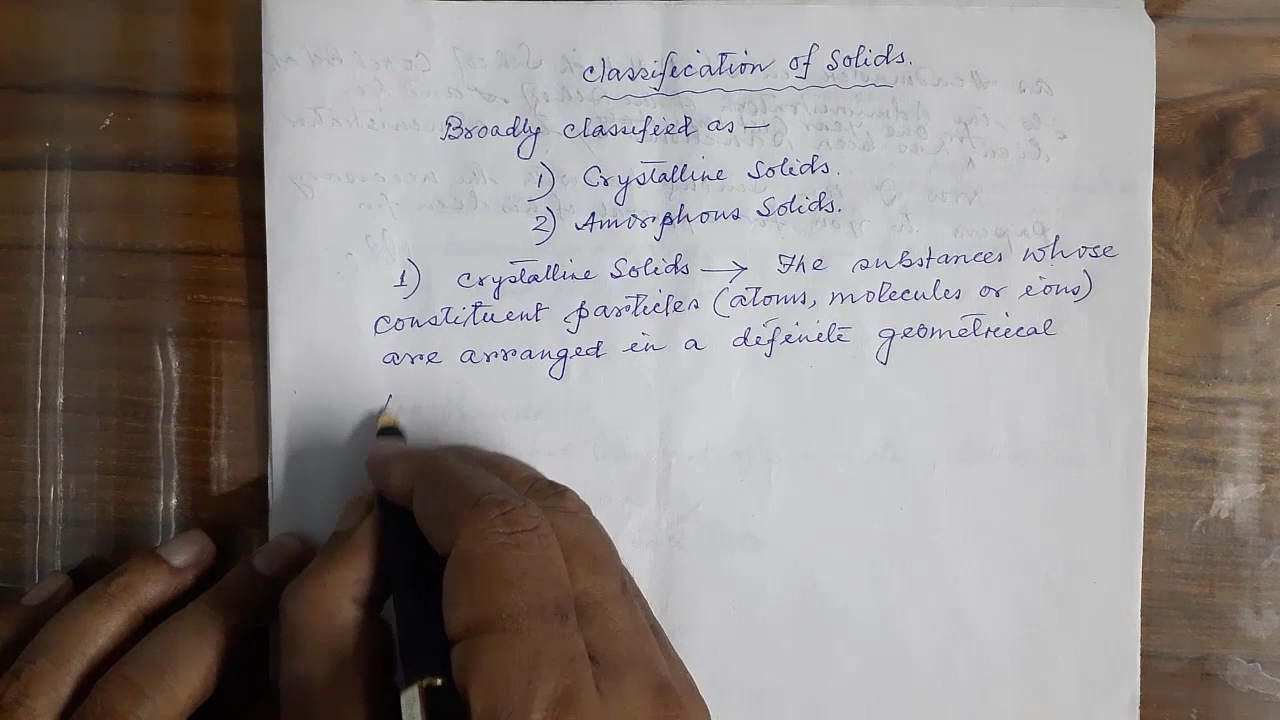 Classification of Solids.
Broadly classified as —
1) Crystalline Solids.
2) Amorphous Solids.
1) Crystalline Solids → The substances whose
constituent particles (atoms, molecules or ions)
are arranged in a definite geometrical